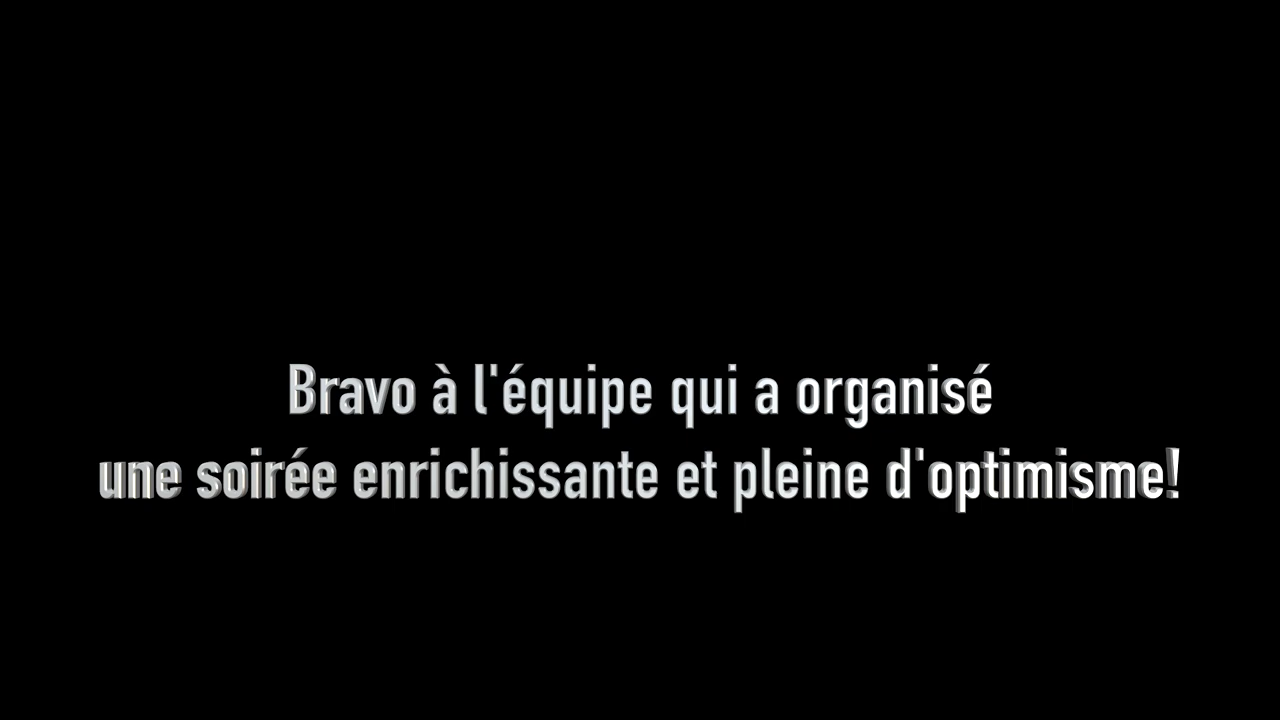 Bravo à l'équipe qui a organisé
une soirée enrichissante et pleine d'optimisme!